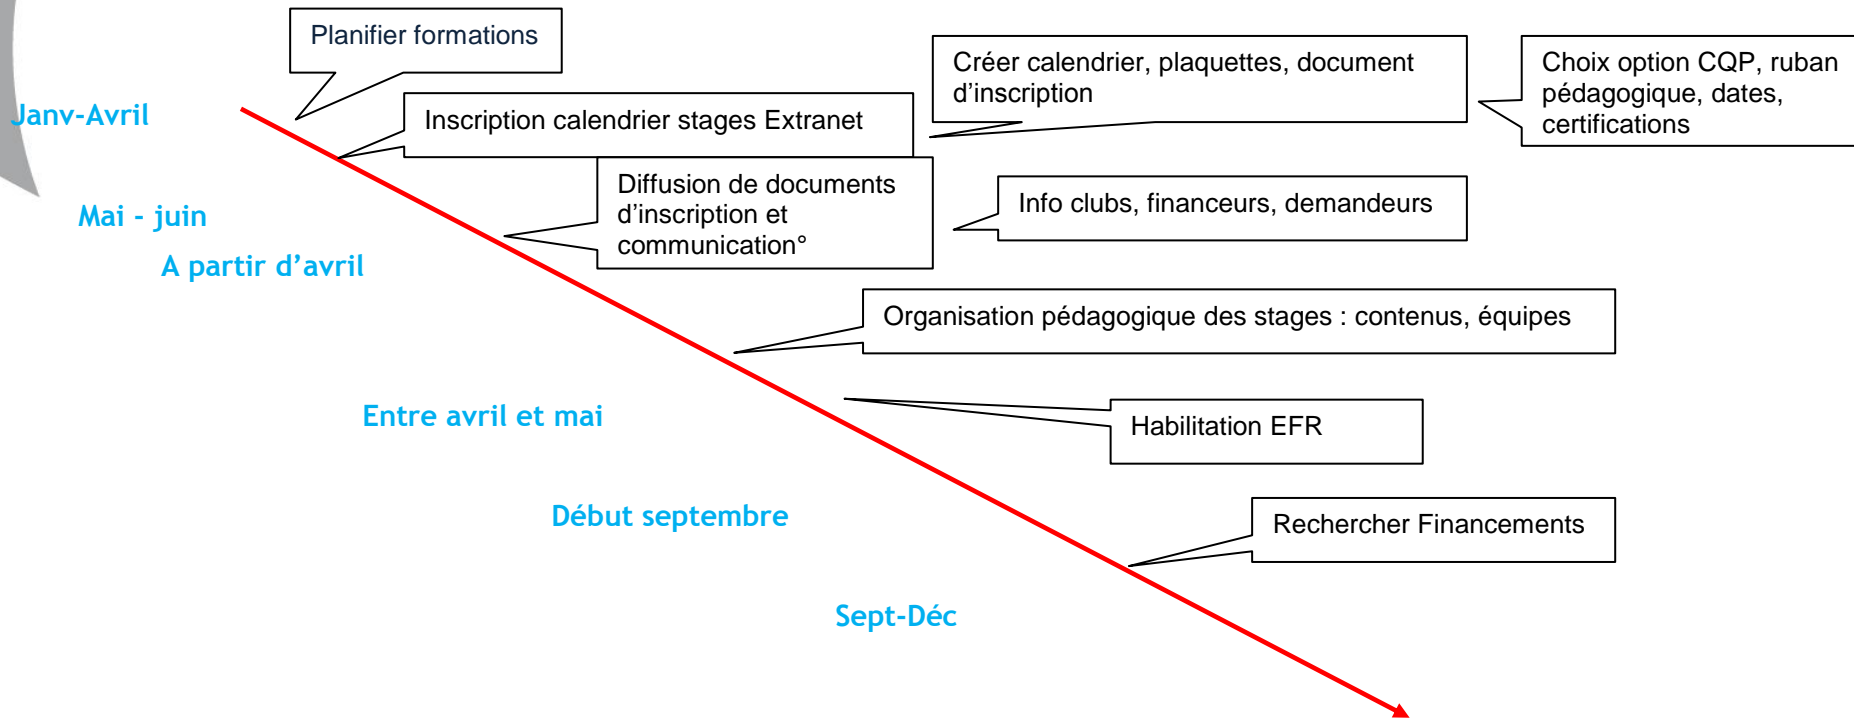 Planifier formations
Créer calendrier, plaquettes, document
d’inscription
Choix option CQP, ruban
pédagogique, dates,
certifications
Janv-Avril
Inscription calendrier stages Extranet
Diffusion de documents
d’inscription et
communication°
Info clubs, financeurs, demandeurs
Mai - juin
A partir d’avril
Organisation pédagogique des stages : contenus, équipes
Entre avril et mai
Habilitation EFR
Début septembre
Rechercher Financements
Sept-Déc